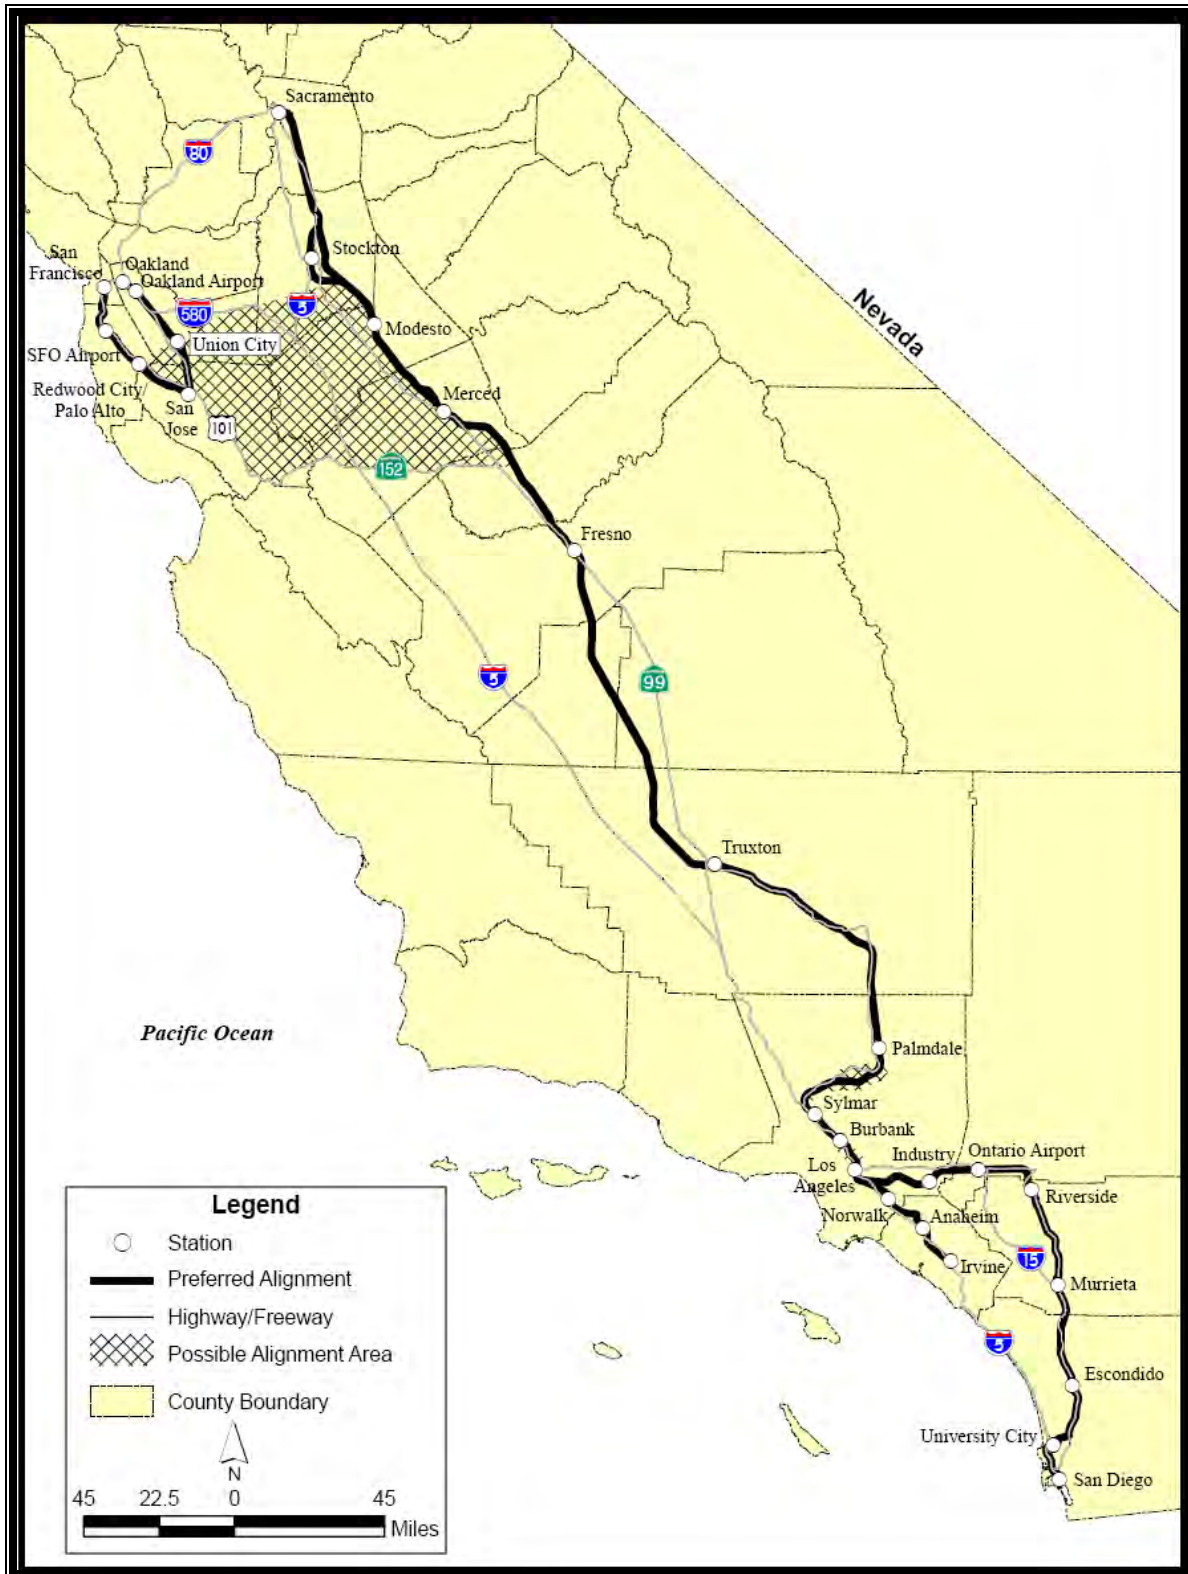 Sacramento
80
Nevada
Stockton
San
Francisco
Oakland
Oakland Airport
580
5
Modesto
Union City
SFO Airport
Redwood City/
Palo Alto
San
Jose
101
Merced
152
Fresno
5
99
Truxton
Pacific Ocean
Palmdale
Sylmar
Burbank
Los
Angeles
Industry
Ontario Airport
Riverside
Norwalk
Anaheim
Irvine
15
Murrieta
5
Escondido
University City
San Diego
Legend
Station
Preferred Alignment
Highway/Freeway
Possible Alignment Area
County Boundary
N
45 22.5 0 45
Miles